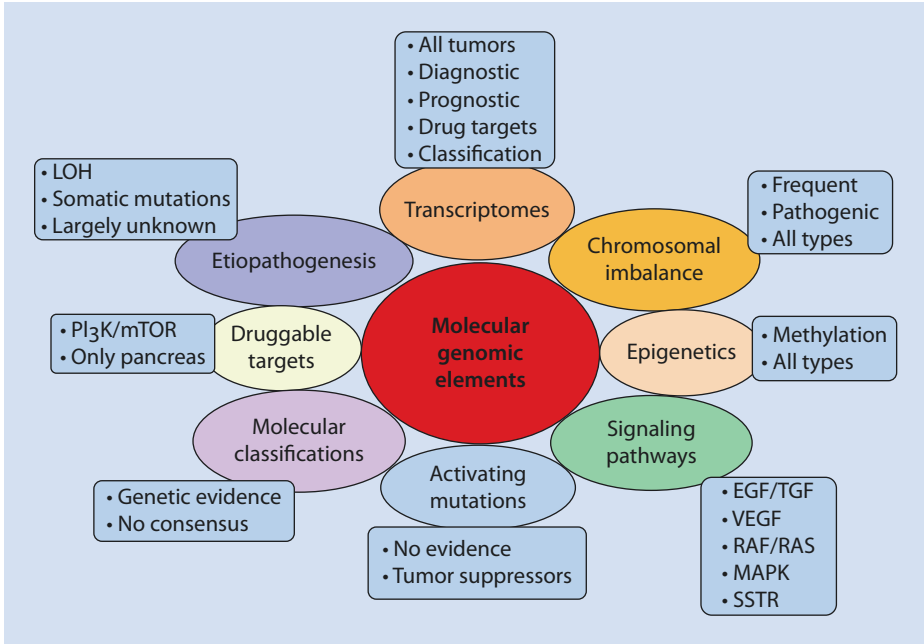 • All tumors
• Diagnostic
• Prognostic
• Drug targets
• Classification
Transcriptomes
• LOH
• Somatic mutations
• Largely unknown
Etiopathogenesis
• Frequent
• Pathogenic
• All types
Chromosomal
imbalance
• PI3K/mTOR
• Only pancreas
Druggable
targets
Molecular
genomic
elements
Epigenetics
• Methylation
• All types
Molecular
classifications
• Genetic evidence
• No consensus
Activating
mutations
• No evidence
• Tumor suppressors
Signaling
pathways
• EGF/TGF
• VEGF
• RAF/RAS
• MAPK
• SSTR